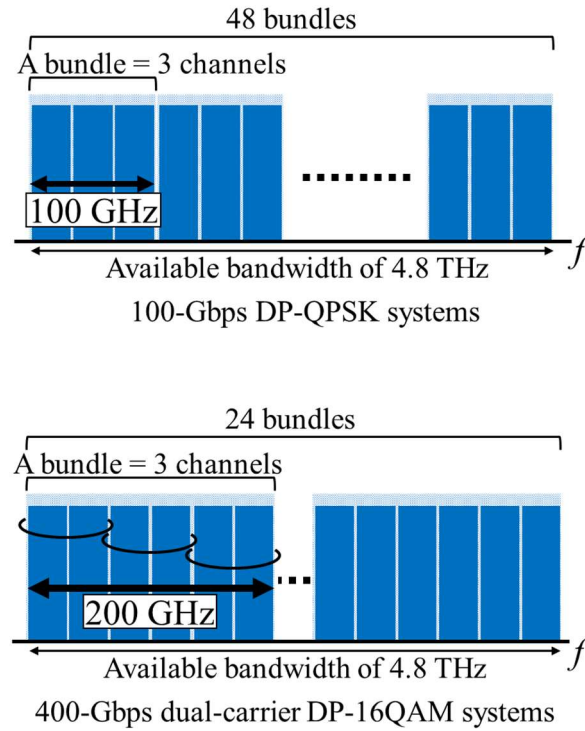 48 bundles
A bundle = 3 channels
100 GHz
f
Available bandwidth of 4.8 THz
100-Gbps DP-QPSK systems
24 bundles
A bundle = 3 channels
200 GHz
f
Available bandwidth of 4.8 THz
400-Gbps dual-carrier DP-16QAM systems